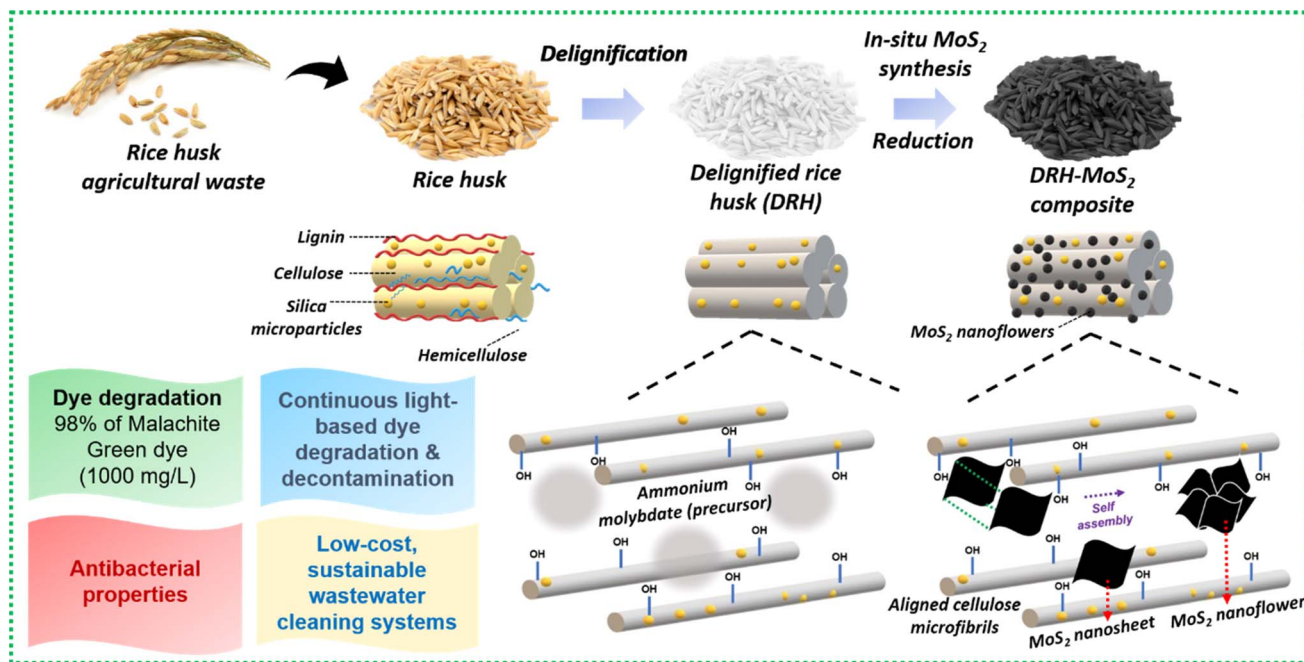 Rice husk
agricultural waste
Rice husk
Delignification
Delignified rice
husk (DRH)
In-situ MoS₂
synthesis
Reduction
DRH-MoS₂
composite
Lignin
Cellulose
Silica
microparticles
Hemicellulose
MoS₂ nanoflowers
Dye degradation
98% of Malachite
Green dye
(1000 mg/L)
Continuous light-
based dye
degradation &
decontamination
Antibacterial
properties
Low-cost,
sustainable
wastewater
cleaning systems
OH
OH
OH
OH
OH
OH
Ammonium
molybdate (precursor)
OH
OH
OH
OH
OH
OH
OH
OH
OH
OH
OH
OH
Self
assembly
OH
OH
OH
OH
OH
OH
Aligned cellulose
microfibrils
MoS₂ nanosheet
MoS₂ nanoflower